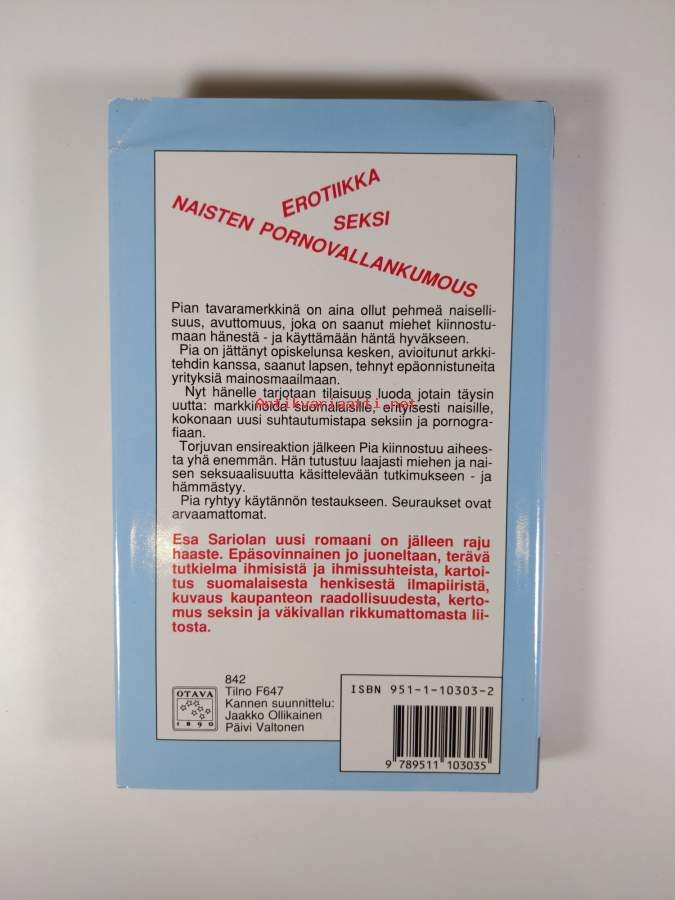 EROTIIKKA
SEKSI
NAISTEN PORNOVALLANKUMOUS
Pian tavaramerkkinä on aina ollut pehmeä naiselli-
suus, avuttomuus, joka on saanut miehet kiinnostu-
maan hänestä - ja käyttämään häntä hyväkseen.
Pia on jättänyt opiskelunsa kesken, avioitunut arkki-
tehdin kanssa, saanut lapsen, tehnyt epäonnistuneita
yrityksiä mainosmaailmaan.
Nyt hänelle tarjotaan tilaisuus luoda jotain täysin
Antikvariaatti.net
uutta: markkinoida suomalaisille, erityisesti naisille,
kokonaan uusi suhtautumistapa seksiin ja pornogra-
fiaan.
Torjuvan ensireaktion jälkeen Pia kiinnostuu aihees-
ta yhä enemmän. Hän tutustuu laajasti miehen ja nai-
sen seksuaalisuutta käsittelevään tutkimukseen - ja
hämmästyy.
Pia ryhtyy käytännön testaukseen. Seuraukset ovat
arvaamattomat.
Esa Sariolan uusi romaani on jälleen raju
haaste. Epäsovinnainen jo juoneltaan, terävä
tutkielma ihmisistä ja ihmissuhteista, kartoi-
tus suomalaisesta henkisestä ilmapiiristä,
kuvaus kaupanteon raadollisuudesta, kerto-
mus seksin ja väkivallan rikkumattomasta lii-
tosta.
OTAVA
1890
842
Tilno F647
Kannen suunnittelu:
Jaakko Ollikainen
Päivi Valtonen
ISBN 951-1-10303-2
9 789511 103035